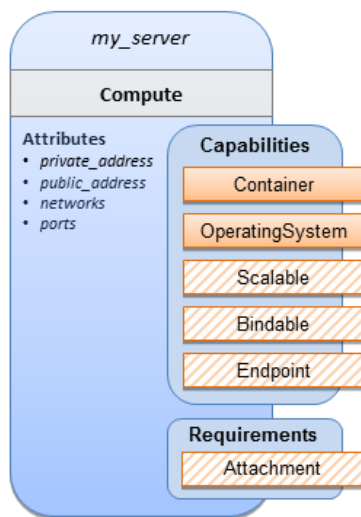 my_server
Compute
Attributes
• private_address
• public_address
• networks
• ports
Capabilities
Container
OperatingSystem
Scalable
Bindable
Endpoint
Requirements
Attachment